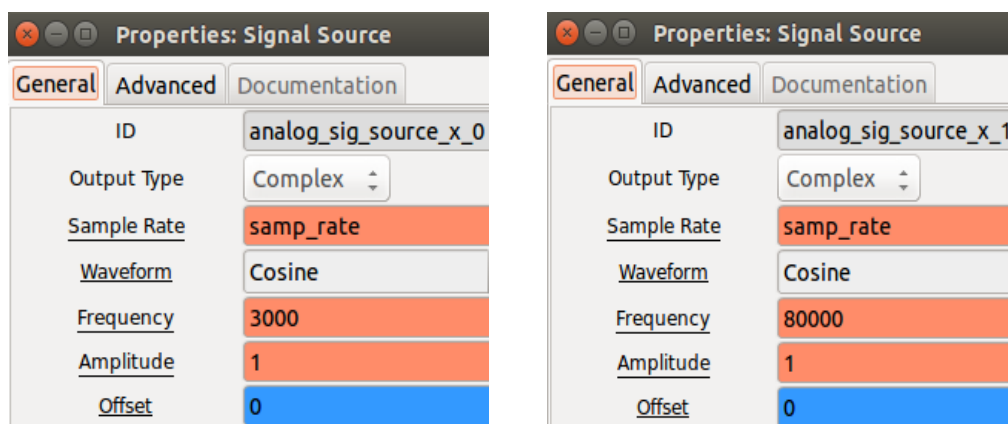 Properties: Signal Source
General Advanced Documentation
ID analog_sig_source_x_0
Output Type Complex
Sample Rate samp_rate
Waveform Cosine
Frequency 3000
Amplitude 1
Offset 0
Properties: Signal Source
General Advanced Documentation
ID analog_sig_source_x_1
Output Type Complex
Sample Rate samp_rate
Waveform Cosine
Frequency 80000
Amplitude 1
Offset 0